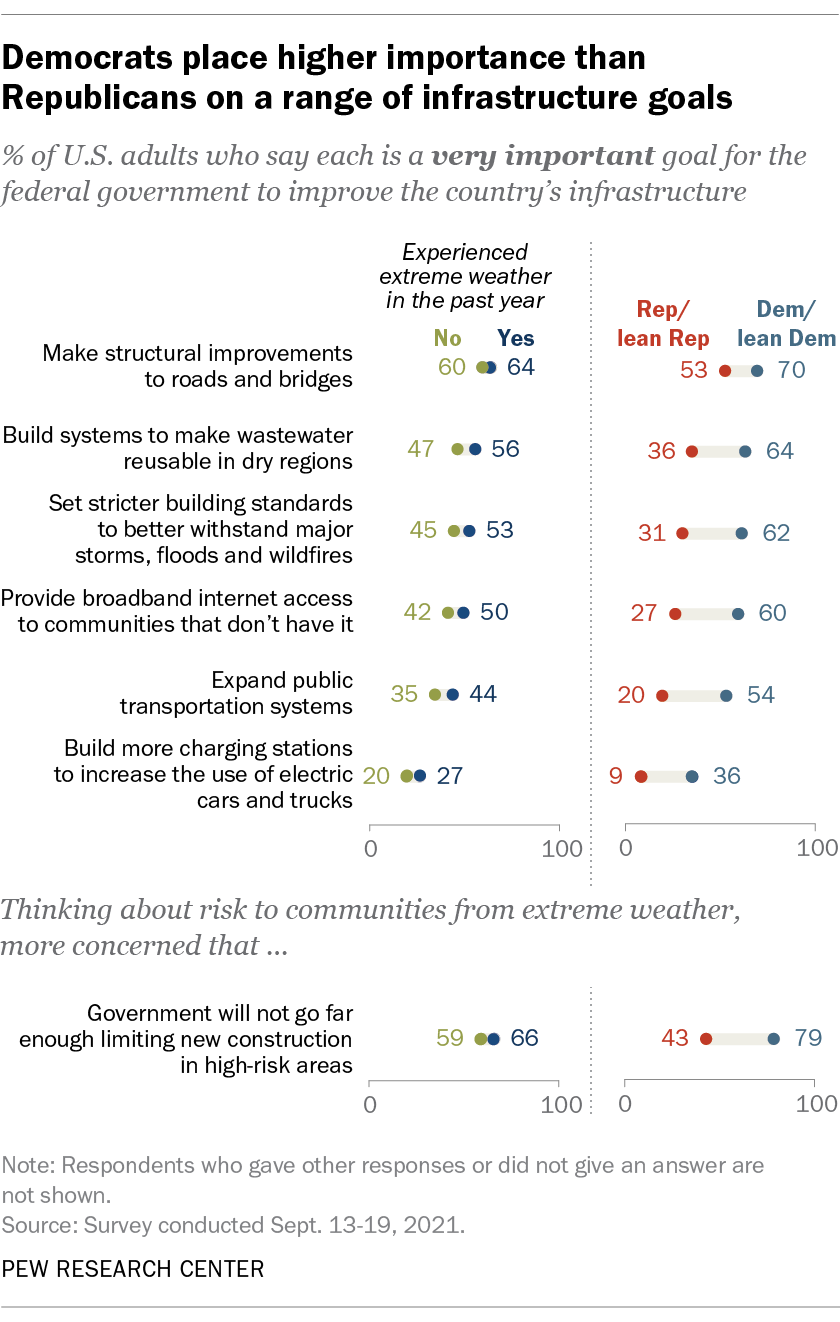 Democrats place higher importance than
Republicans on a range of infrastructure goals
% of U.S. adults who say each is a very important goal for the
federal government to improve the country's infrastructure
Experienced
extreme weather
in the past year
No Yes
Rep/
lean Rep
Dem/
lean Dem
Make structural improvements
to roads and bridges
60 64 53 70
Build systems to make wastewater
reusable in dry regions
47 56 36 64
Set stricter building standards
to better withstand major
storms, floods and wildfires
45 53 31 62
Provide broadband internet access
to communities that don't have it
42 50 27 60
Expand public
transportation systems
35 44 20 54
Build more charging stations
to increase the use of electric
cars and trucks
20 27 9 36
0 100 0 100
Thinking about risk to communities from extreme weather,
more concerned that ...
Government will not go far
enough limiting new construction
in high-risk areas
59 66 43 79
0 100 0 100
Note: Respondents who gave other responses or did not give an answer are
not shown.
Source: Survey conducted Sept. 13-19, 2021.
PEW RESEARCH CENTER